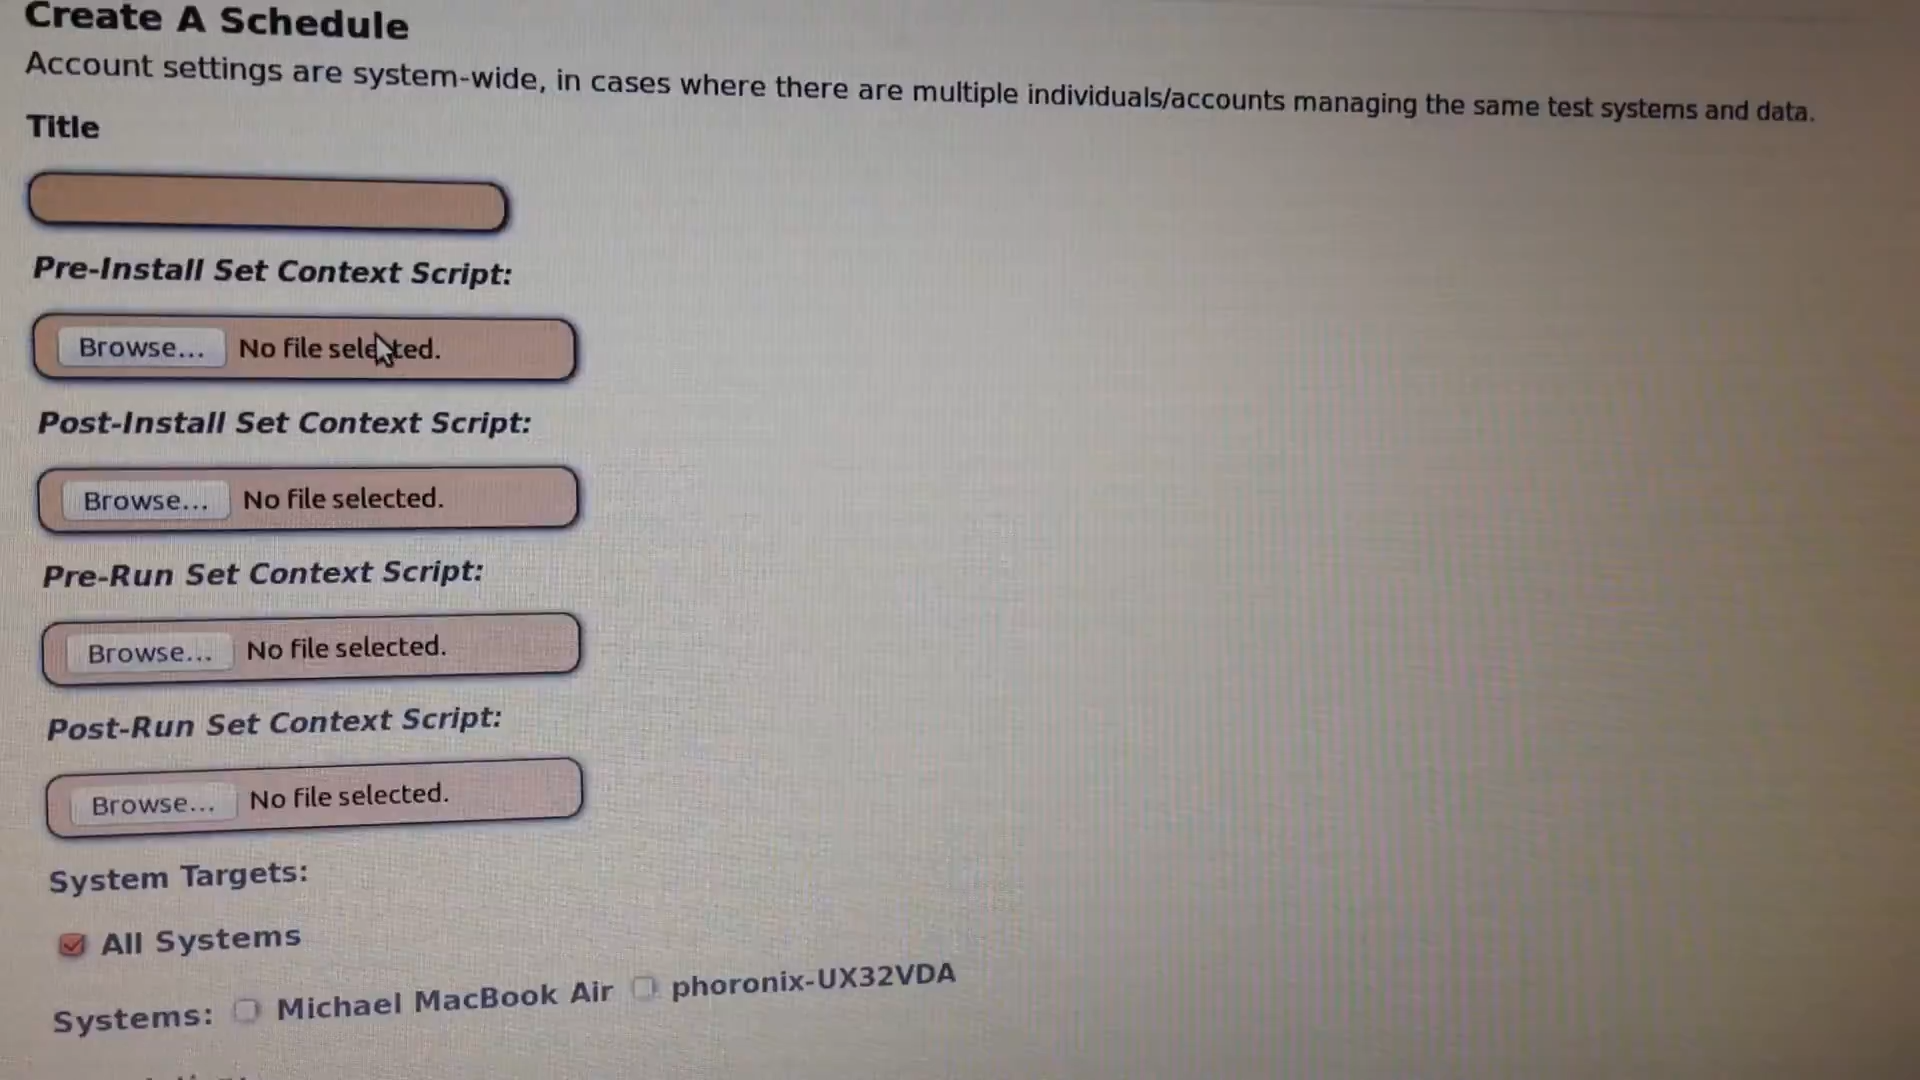 Create A Schedule
Account settings are system-wide, in cases where there are multiple individuals/accounts managing the same test systems and data.
Title
Pre-Install Set Context Script:
Browse... No file selected.
Post-Install Set Context Script:
Browse... No file selected.
Pre-Run Set Context Script:
Browse... No file selected.
Post-Run Set Context Script:
Browse... No file selected.
System Targets:
All Systems
Systems: Michael MacBook Air phoronix-UX32VDA